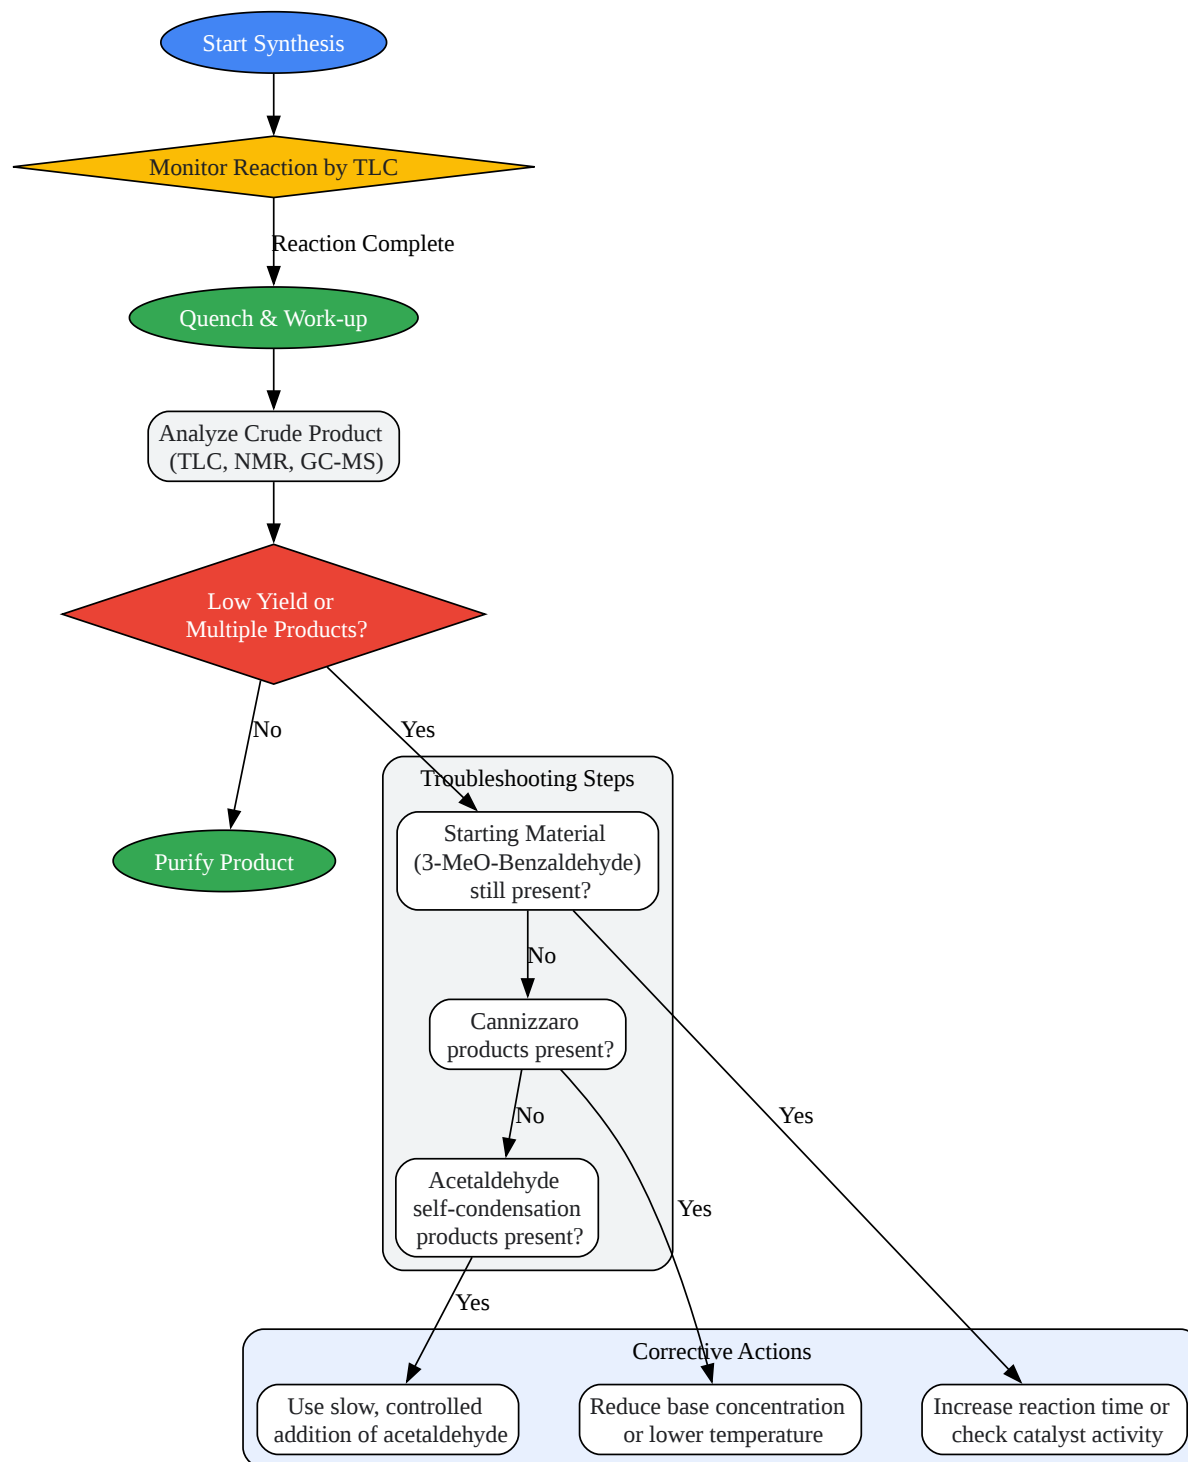 Start Synthesis
Monitor Reaction by TLC
Reaction Complete
Quench & Work-up
Analyze Crude Product
(TLC, NMR, GC-MS)
Low Yield or
Multiple Products?
No
Yes
Troubleshooting Steps
Starting Material
(3-MeO-Benzaldehyde)
still present?
Purify Product
No
Cannizzaro
products present?
No
Yes
Acetaldehyde
self-condensation
products present?
Yes
Yes
Corrective Actions
Use slow, controlled
addition of acetaldehyde
Reduce base concentration
or lower temperature
Increase reaction time or
check catalyst activity